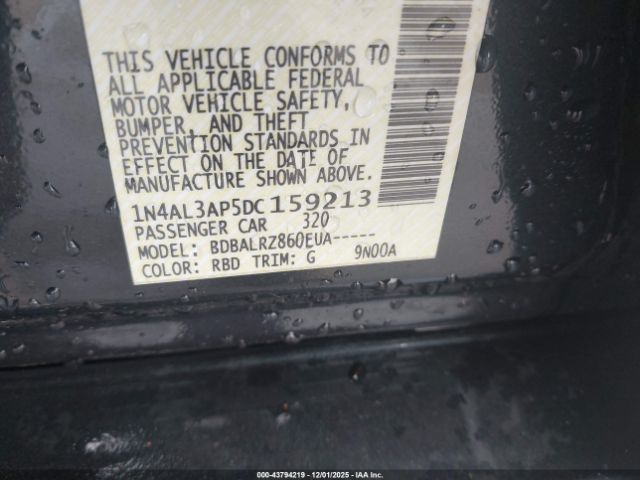 THIS VEHICLE CONFORMS TO
ALL APPLICABLE FEDERAL
MOTOR VEHICLE SAFETY,
BUMPER, AND THEFT
PREVENTION STANDARDS IN
EFFECT ON THE DATE OF
MANUFACTURE SHOWN ABOVE.
1N4AL3AP5DC159213
PASSENGER CAR 320
MODEL: BDBALRZ860EUA-----
COLOR: RBD TRIM: G 9N00A
00-43794219 - 12/01/2025 - IAA Inc.